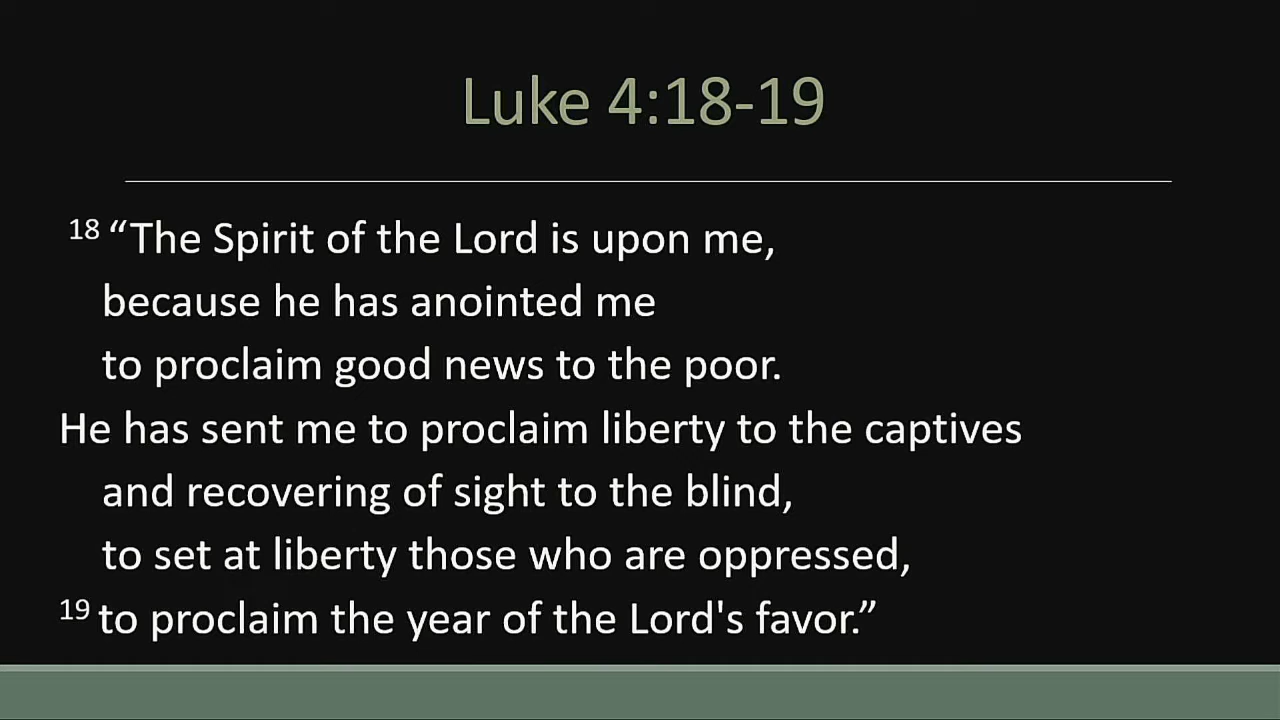 Luke 4:18-19
18 “The Spirit of the Lord is upon me,
because he has anointed me
to proclaim good news to the poor.
He has sent me to proclaim liberty to the captives
and recovering of sight to the blind,
to set at liberty those who are oppressed,
19 to proclaim the year of the Lord's favor.”